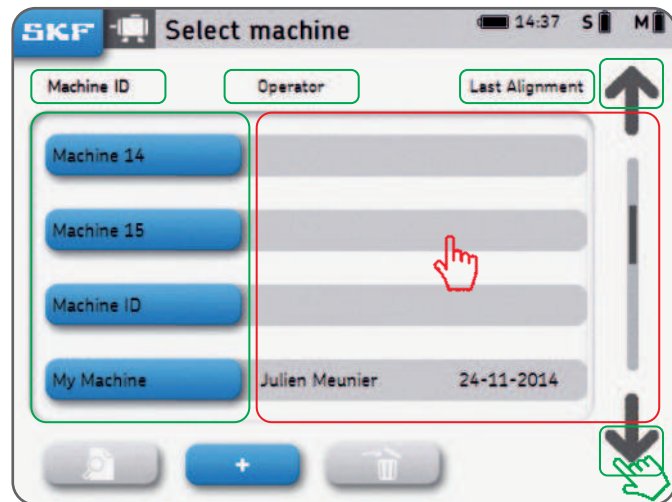 SKF Select machine 14:37 S M
Machine ID Operator Last Alignment
Machine 14
Machine 15
Machine ID
My Machine Julien Meunier 24-11-2014
+